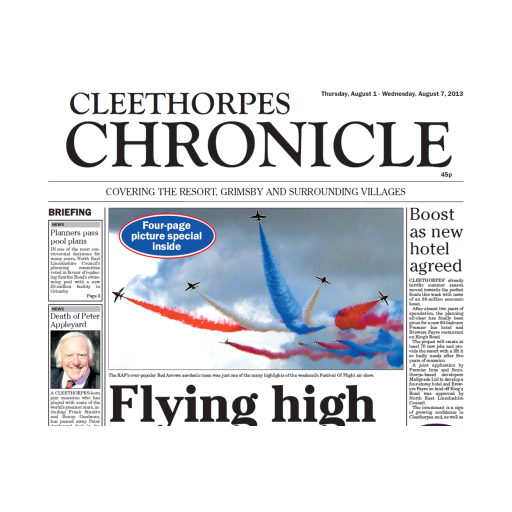 Thursday, August 1 - Wednesday, August 7, 2013
CLEETHORPES
CHRONICLE
45p
COVERING THE RESORT, GRIMSBY AND SURROUNDING VILLAGES
BRIEFING
NEWS
Planners pass
pool plans
IN one of the most con-
troversial decisions for
many years, North East
Lincolnshire Council's
planning committee
voted in favour of replac-
ing Scartho Road's swim-
ming pool with a new
facility in
Grimsby.
Page 5
NEWS
Death of Peter
Appleyard
A CLEETHORPES-born
jazz musician who has
played with some of the
world's greatest stars, in-
cluding Frank Sinatra
and Benny Goodman,
has passed away. Peter
Four-page
picture special
inside
The RAF's ever-popular Red Arrows aerobatic team was just one of the many highlights of the weekend's Festival Of Flight air show.
Flying high
Boost
as new
hotel
agreed
CLEETHORPES' already
terrific summer season
moved towards the perfect
finale this week with news
of an £8-million economic
boost.
After almost two years of
speculation, the planning
all-clear has finally been
given for a new 60-bedroom
Premier Inn hotel and
Brewers Fayre restaurant
on King's Road.
The project will create at
least 70 new jobs and pro-
vide the resort with a lift it
so badly needs after five
years of recession.
A joint application by
Premier Inns and Scun-
thorpe-based developers
Maltgrade Ltd to develop a
four-storey hotel and Brew-
ers Fayre on land off King's
Road was approved by
North East Lincolnshire
Council.
The investment is a sign
of growing confidence in
Cleethorpes and, as well as